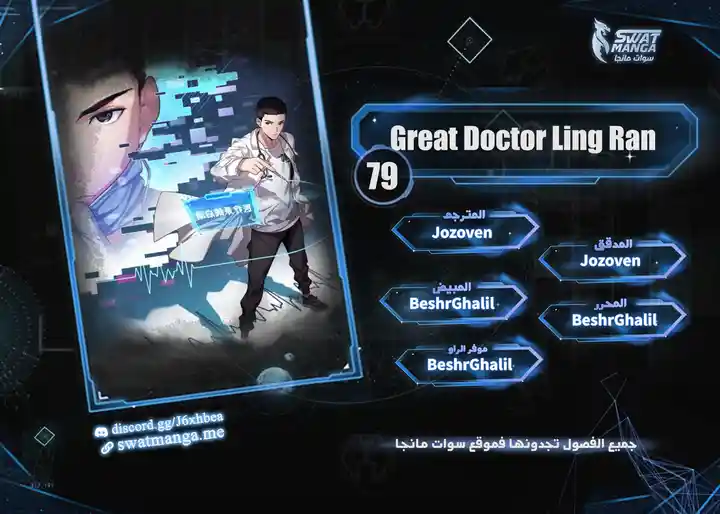 SWAT
MANGA
سوات مانجا
Great Doctor Ling Ran
79
المترجم
Jozoven
المدقق
Jozoven
المبيض
BeshrGhalil
المحرر
BeshrGhalil
موفر الراو
BeshrGhalil
discord.gg/J6xhbea
swatmanga.me
جميع الفصول تجدونها فموقع سوات مانجا